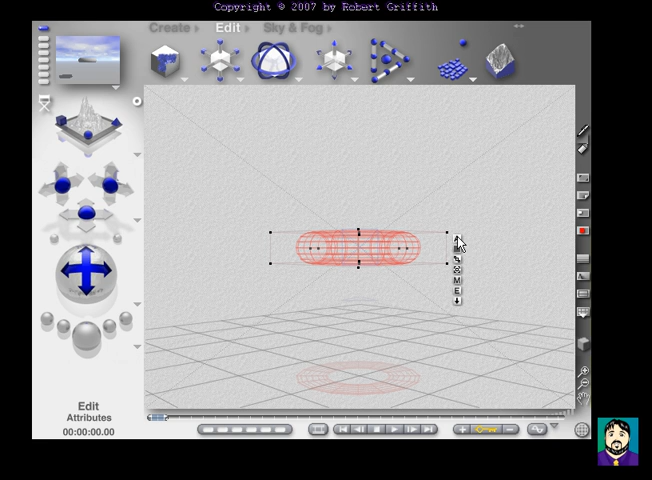 Copyright © 2007 by Robert Griffith
Create Edit Sky & Fog
A
M
E
Edit
Attributes
00:00:00.00